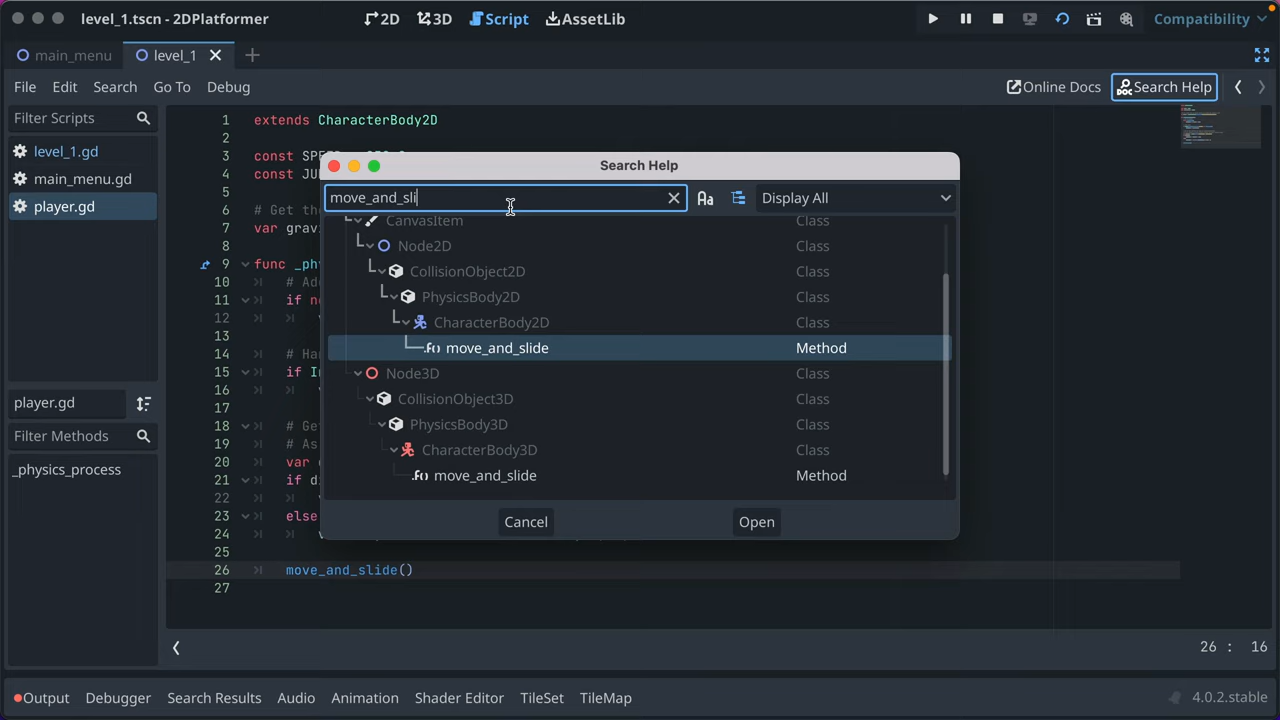 level_1.tscn - 2DPlatformer
2D 3D Script AssetLib
Compatibility
main_menu level_1
File Edit Search Go To Debug
Online Docs Search Help
Filter Scripts
level_1.gd
main_menu.gd
player.gd
player.gd
Filter Methods
_physics_process
1 extends CharacterBody2D
2
3 const
4 const
5
6 # Get
7 var
8
9 func
10 #
11 if
12
13
14 #
15 if
16
17
18 #
19 # As
20 var
21 if
22
23 else
24
25
26 move_and_slide()
27
Search Help
move_and_sli Aa Display All
CanvasItem Class
Node2D Class
CollisionObject2D Class
PhysicsBody2D Class
CharacterBody2D Class
move_and_slide Method
Node3D Class
CollisionObject3D Class
PhysicsBody3D Class
CharacterBody3D Class
move_and_slide Method
Cancel Open
26 : 16
Output Debugger Search Results Audio Animation Shader Editor TileSet TileMap
4.0.2.stable